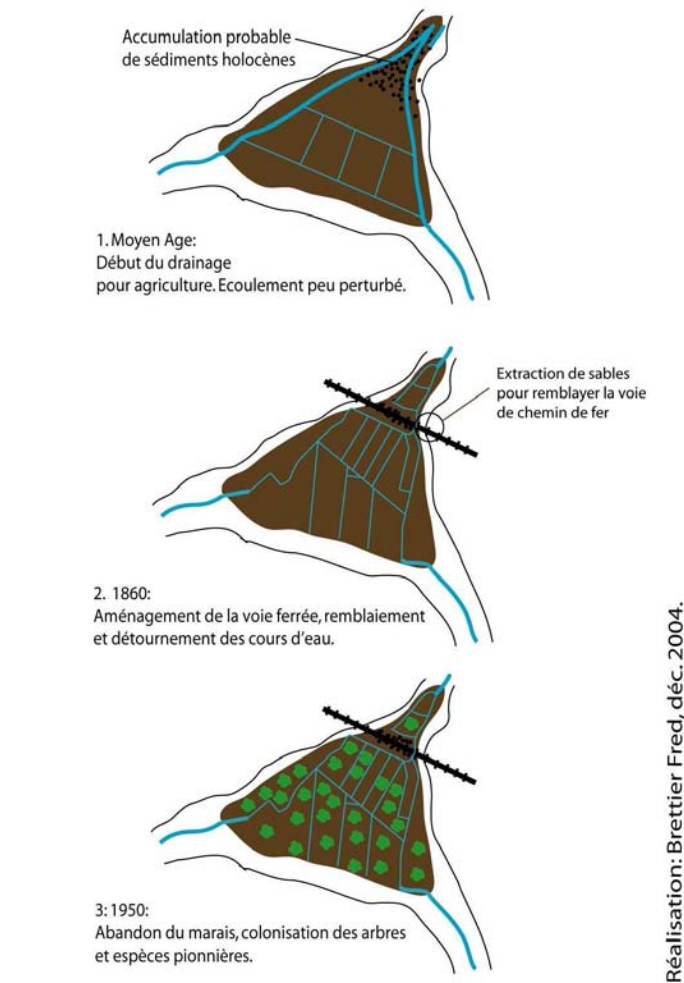 Accumulation probable
de sédiments holocènes
1. Moyen Age:
Début du drainage
pour agriculture. Ecoulement peu perturbé.
Extraction de sables
pour remblayer la voie
de chemin de fer
2. 1860:
Aménagement de la voie ferrée, remblaiement
et détournement des cours d'eau.
3: 1950:
Abandon du marais, colonisation des arbres
et espèces pionnières.
Réalisation: Brettier Fred, déc. 2004.